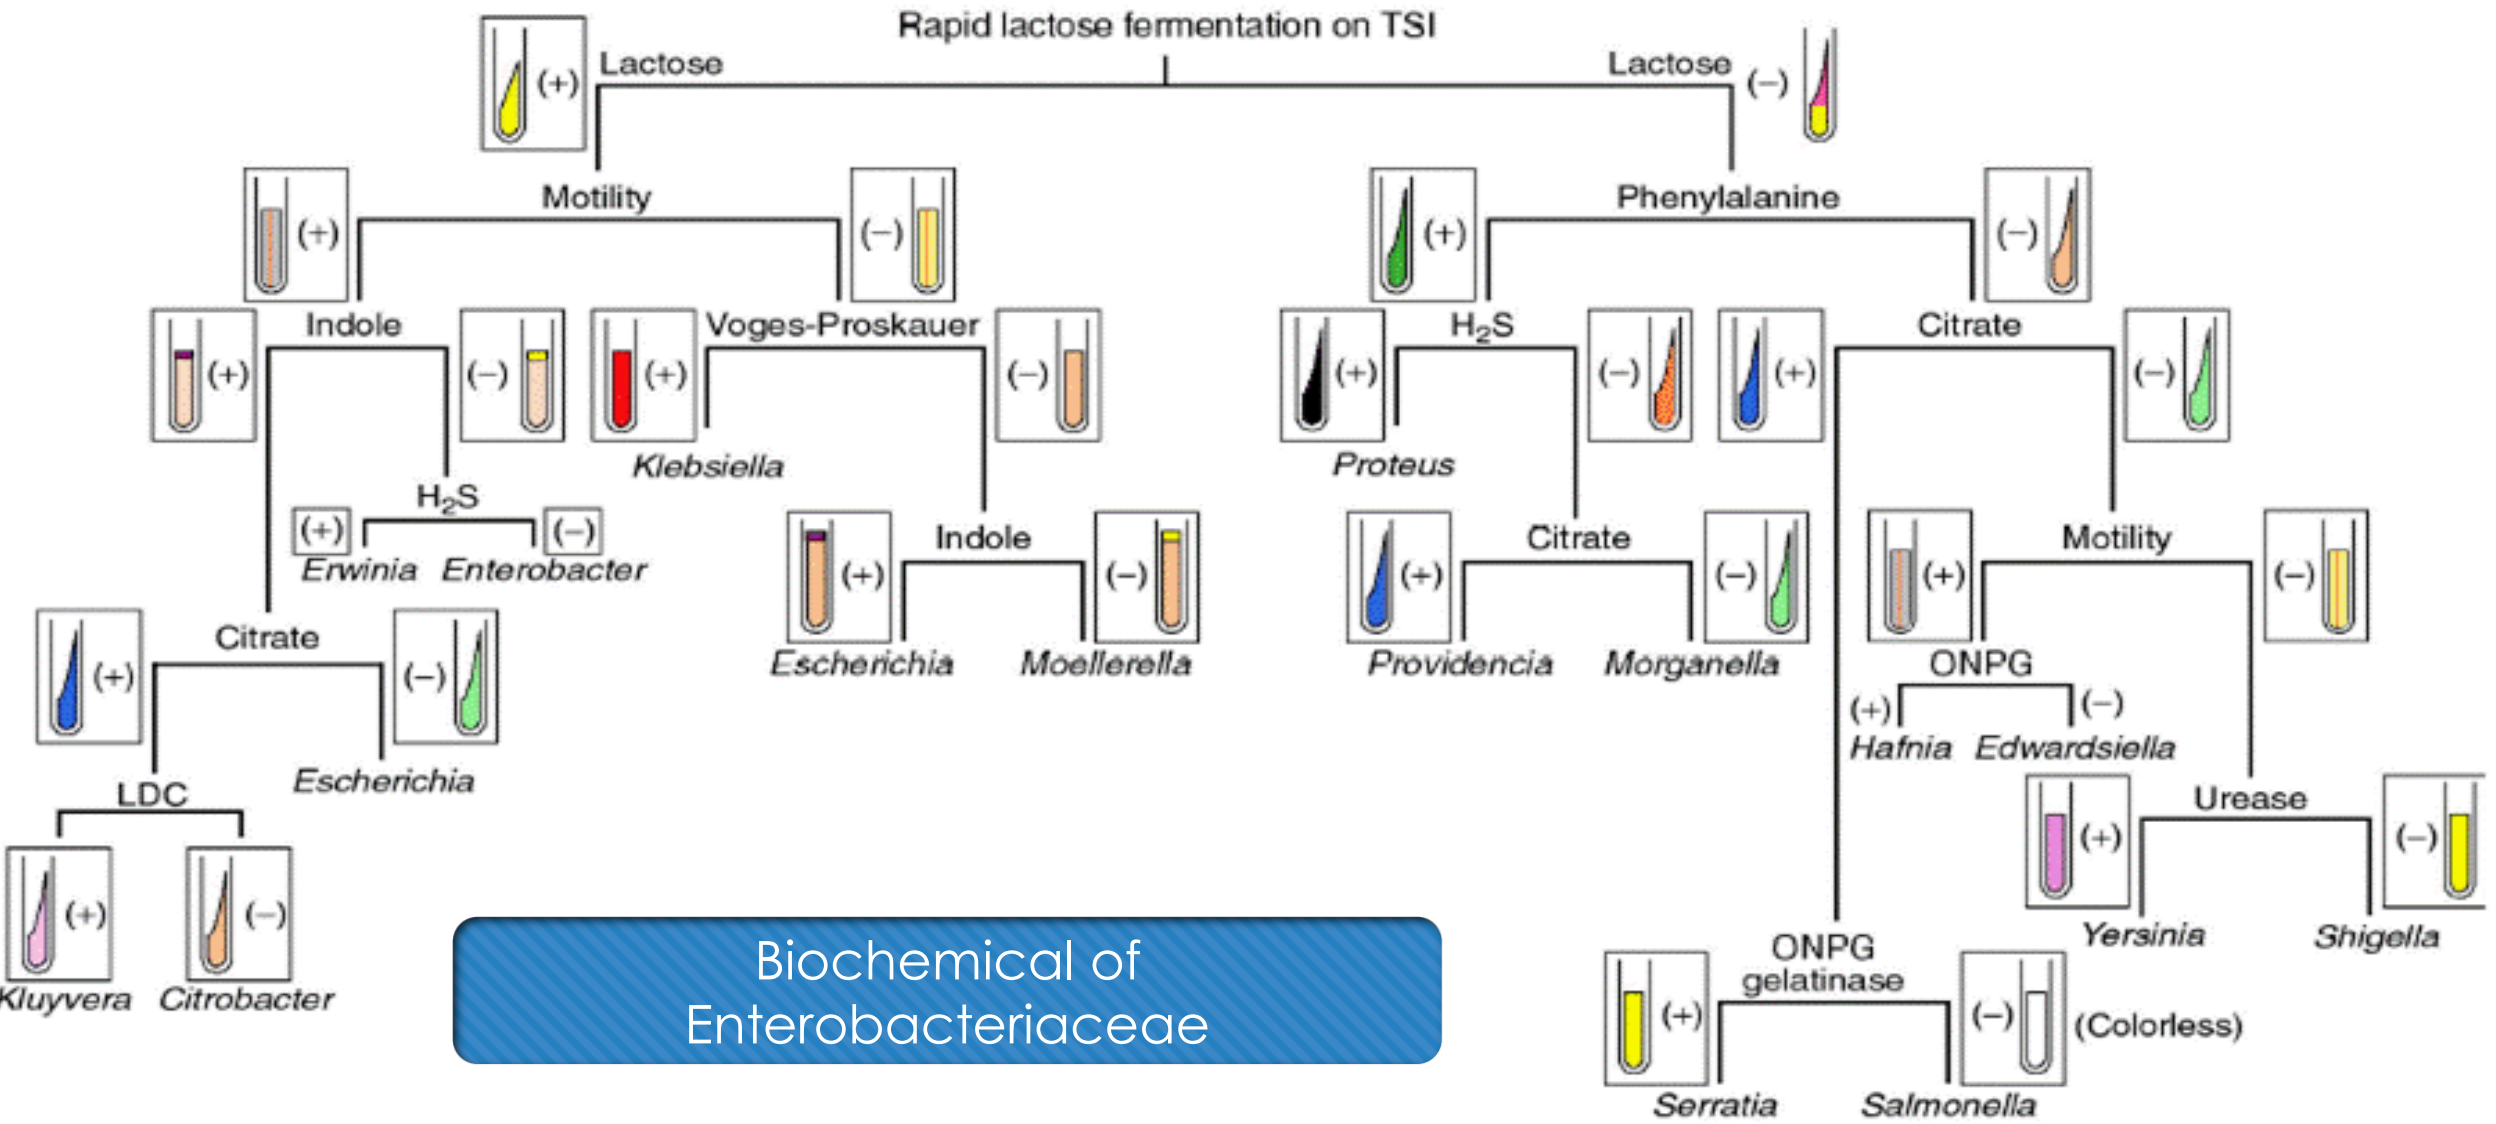 Rapid lactose fermentation on TSI
(+) Lactose
Lactose (−)
Motility
Phenylalanine
(+)
(−)
(+)
(−)
Indole
Voges-Proskauer
H₂S
Citrate
(+)
(−)
(+)
(−)
(+)
(−)
(+)
(−)
Klebsiella
Proteus
H₂S
(+)
(−)
Erwinia Enterobacter
Indole
Citrate
Motility
(+)
(−)
(+)
(−)
(+)
(−)
Escherichia
Moellerella
Providencia
Morganella
Citrate
(+)
(−)
ONPG
(+)
(−)
Hafnia Edwardsiella
Escherichia
LDC
Urease
(+)
(−)
(+)
(−)
Yersinia
Shigella
Kluyvera Citrobacter
ONPG
gelatinase
(+)
(−)
(Colorless)
Serratia
Salmonella
Biochemical of
Enterobacteriaceae